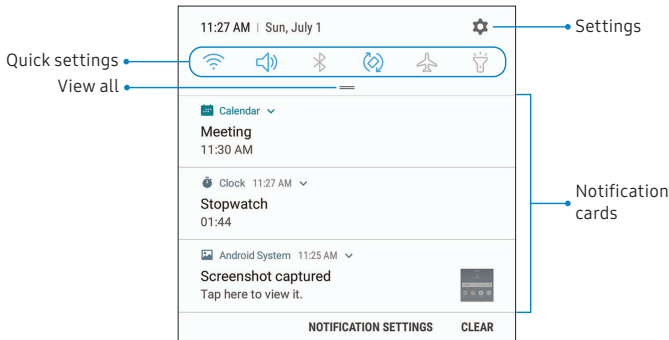 11:27 AM | Sun, July 1
Settings
Quick settings
View all
Calendar
Meeting
11:30 AM
Clock 11:27 AM
Stopwatch
01:44
Notification
cards
Android System 11:25 AM
Screenshot captured
Tap here to view it.
NOTIFICATION SETTINGS CLEAR